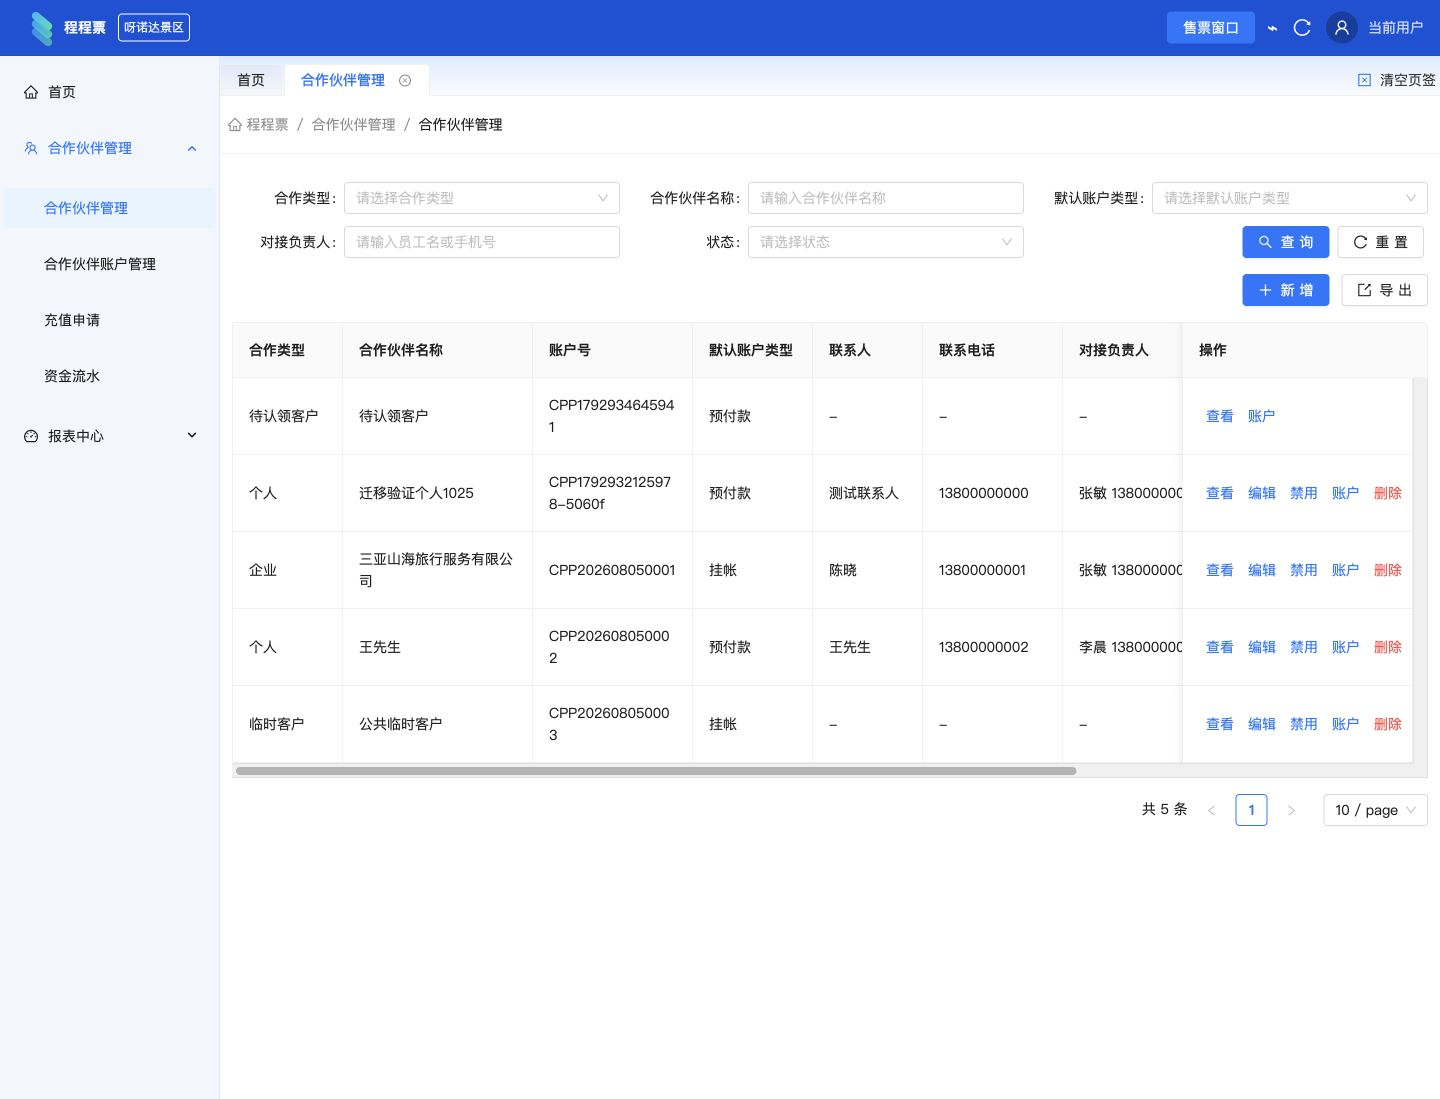 程程票 呀诺达景区 售票窗口 当前用户
首页
合作伙伴管理
合作伙伴管理
合作伙伴账户管理
充值申请
资金流水
报表中心
首页 合作伙伴管理 清空页签
程程票 / 合作伙伴管理 / 合作伙伴管理
合作类型: 请选择合作类型 合作伙伴名称: 请输入合作伙伴名称 默认账户类型: 请选择默认账户类型
对接负责人: 请输入员工名或手机号 状态: 请选择状态 查 询 重 置
新 增 导 出
合作类型 合作伙伴名称 账户号 默认账户类型 联系人 联系电话 对接负责人 操作
待认领客户 待认领客户 CPP179293464594
1 预付款 – – – 查看 账户
个人 迁移验证个人1025 CPP179293212597
8–5060f 预付款 测试联系人 13800000000 张敏 138000000 查看 编辑 禁用 账户 删除
企业 三亚山海旅行服务有限公
司 CPP202608050001 挂帐 陈晓 13800000001 张敏 138000000 查看 编辑 禁用 账户 删除
个人 王先生 CPP20260805000
2 预付款 王先生 13800000002 李晨 138000000 查看 编辑 禁用 账户 删除
临时客户 公共临时客户 CPP20260805000
3 挂帐 – – – 查看 编辑 禁用 账户 删除
共 5 条 < 1 > 10 / page